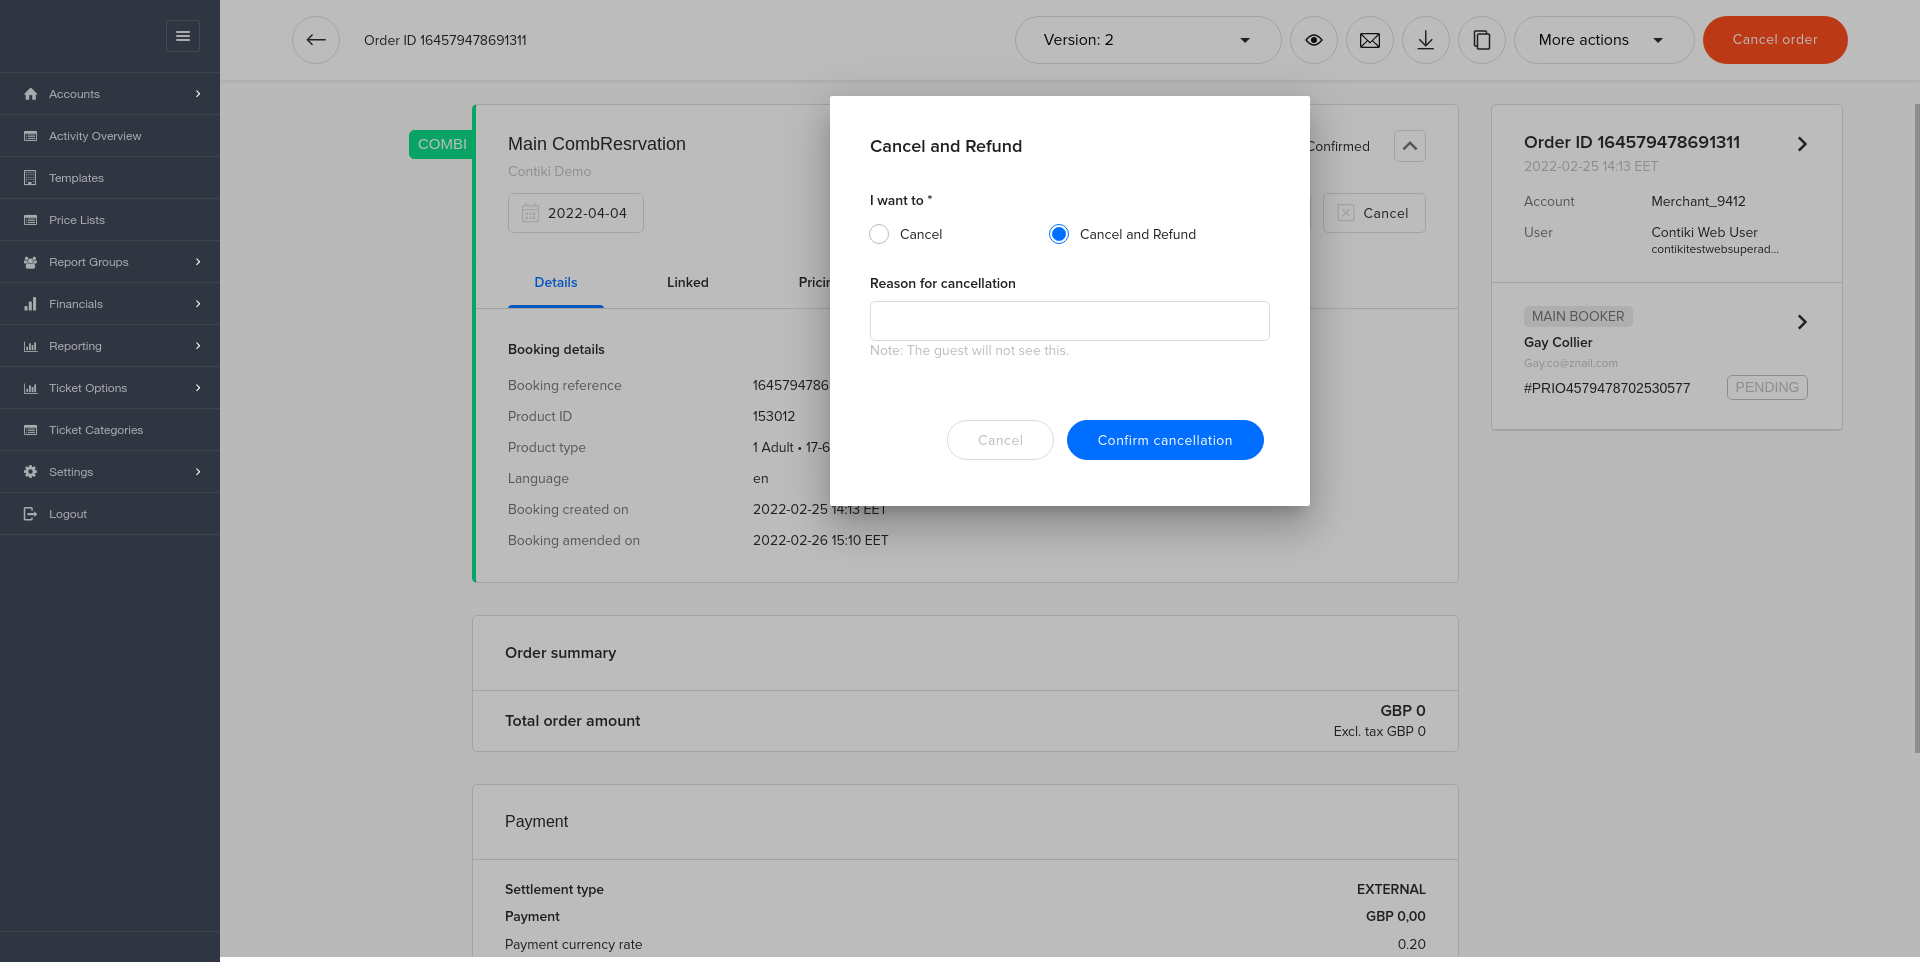 Order ID 164579478691311
Version: 2
More actions
Cancel order
Accounts
Activity Overview
Templates
Price Lists
Report Groups
Financials
Reporting
Ticket Options
Ticket Categories
Settings
Logout
COMBI
Main CombResrvation
Contiki Demo
2022-04-04
Confirmed
Cancel
Details
Linked
Booking details
Booking reference
1645794786
Product ID
153012
Product type
1 Adult • 17-6
Language
en
Booking created on
2022-02-25 14:13 EET
Booking amended on
2022-02-26 15:10 EET
Cancel and Refund
I want to *
Cancel
Cancel and Refund
Reason for cancellation
Note: The guest will not see this.
Cancel
Confirm cancellation
Order summary
Total order amount
GBP 0
Excl. tax GBP 0
Payment
Settlement type
EXTERNAL
Payment
GBP 0,00
Payment currency rate
0.20
Order ID 164579478691311
2022-02-25 14:13 EET
Account
Merchant_9412
User
Contiki Web User
contikitestwebsuperad...
MAIN BOOKER
Gay Collier
Gay.co@znail.com
#PRIO4579478702530577
PENDING